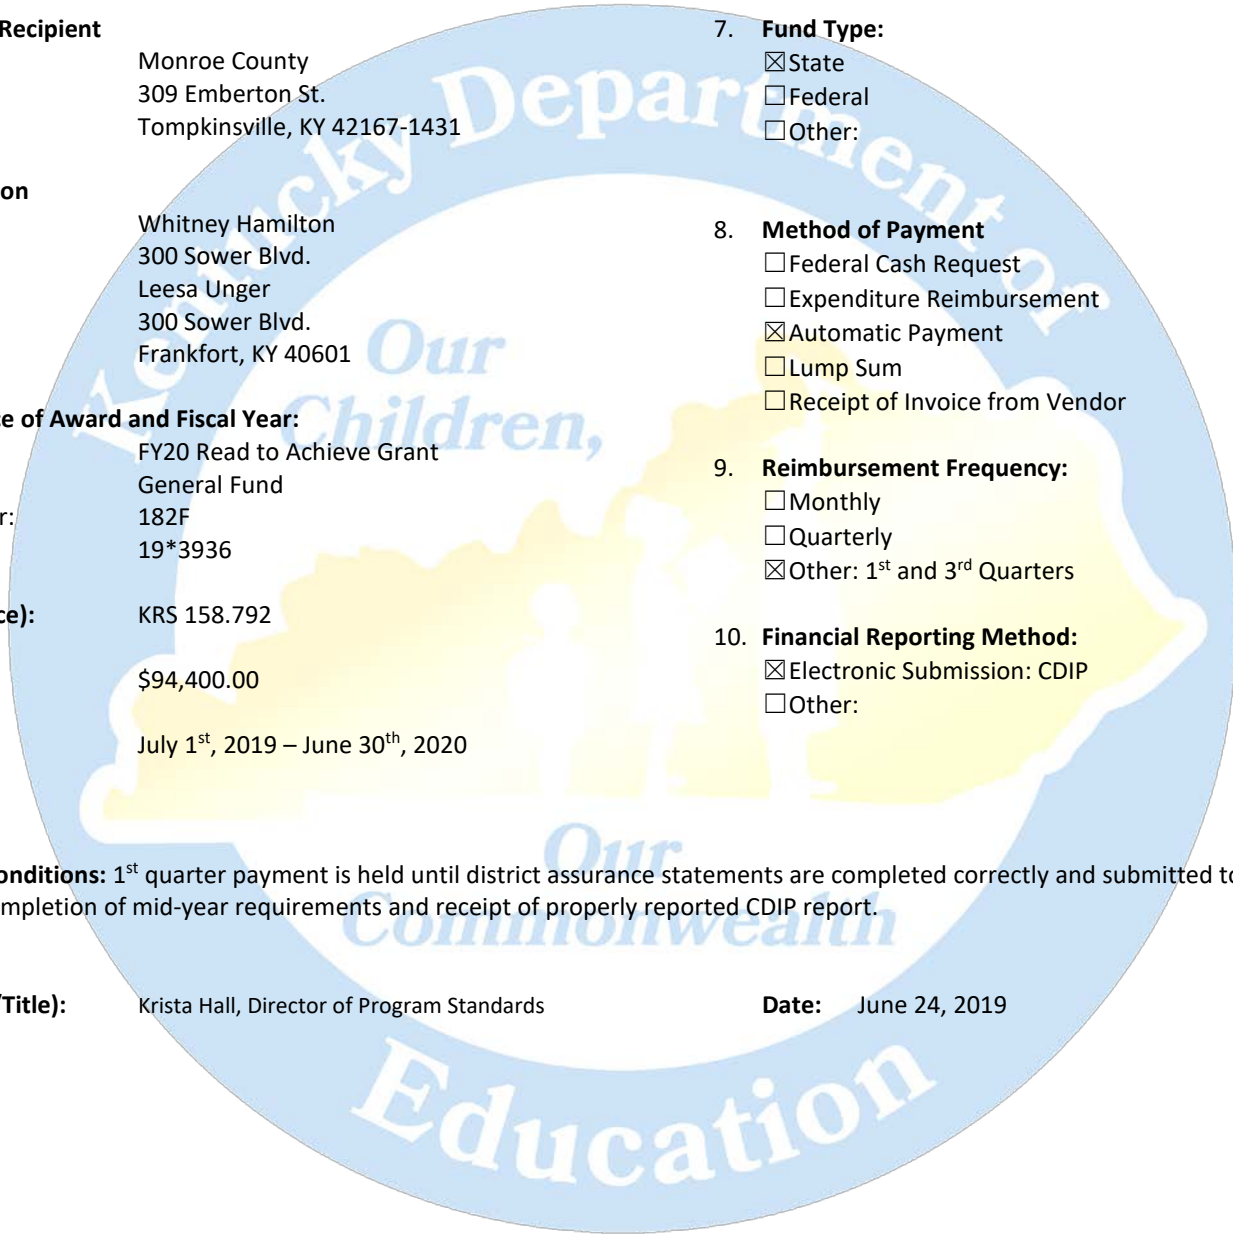 Recipient
Monroe County
309 Emberton St.
Tompkinsville, KY 42167-1431
on
Whitney Hamilton
300 Sower Blvd.
Leesa Unger
300 Sower Blvd.
Frankfort, KY 40601
ce of Award and Fiscal Year:
FY20 Read to Achieve Grant
General Fund
r: 182F
19*3936
ce): KRS 158.792
$94,400.00
July 1st, 2019 – June 30th, 2020
7. Fund Type:
☒State
☐Federal
☐Other:
8. Method of Payment
☐Federal Cash Request
☐Expenditure Reimbursement
☒Automatic Payment
☐Lump Sum
☐Receipt of Invoice from Vendor
9. Reimbursement Frequency:
☐Monthly
☐Quarterly
☒Other: 1st and 3rd Quarters
10. Financial Reporting Method:
☒Electronic Submission: CDIP
☐Other:
onditions: 1st quarter payment is held until district assurance statements are completed correctly and submitted to
mpletion of mid-year requirements and receipt of properly reported CDIP report.
/Title): Krista Hall, Director of Program Standards Date: June 24, 2019
Kentucky Department of
Education
Our
Children,
Our
Commonwealth